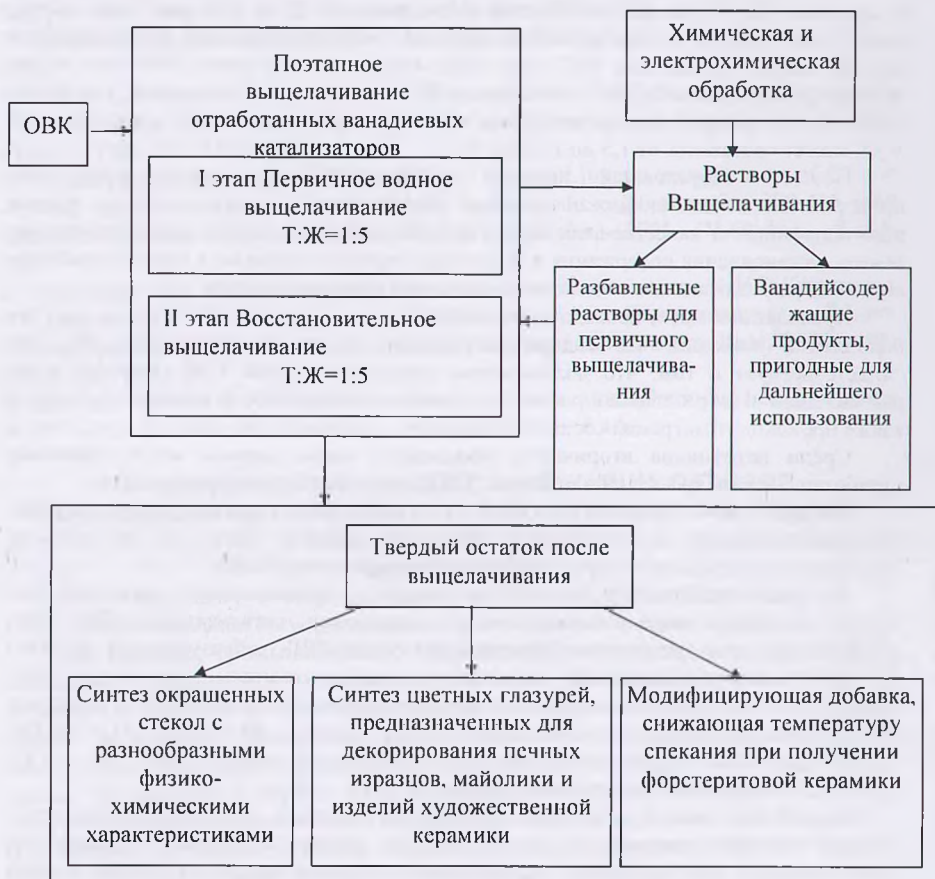 ОВК
Поэтапное
выщелачивание
отработанных ванадиевых
катализаторов
I этап Первичное водное
выщелачивание
Т:Ж=1:5
II этап Восстановительное
выщелачивание
Т:Ж=1:5
Химическая и
электрохимическая
обработка
Растворы
Выщелачивания
Разбавленные
растворы для
первичного
выщелачива-
ния
Ванадийсодер
жащие
продукты,
пригодные для
дальнейшего
использования
Твердый остаток после
выщелачивания
Синтез окрашенных
стекол с
разнообразными
физико-
химическими
характеристиками
Синтез цветных глазурей,
предназначенных для
декорирования печных
изразцов, майолики и
изделий художественной
керамики
Модифицирующая добавка,
снижающая температуру
спекания при получении
форстеритовой керамики